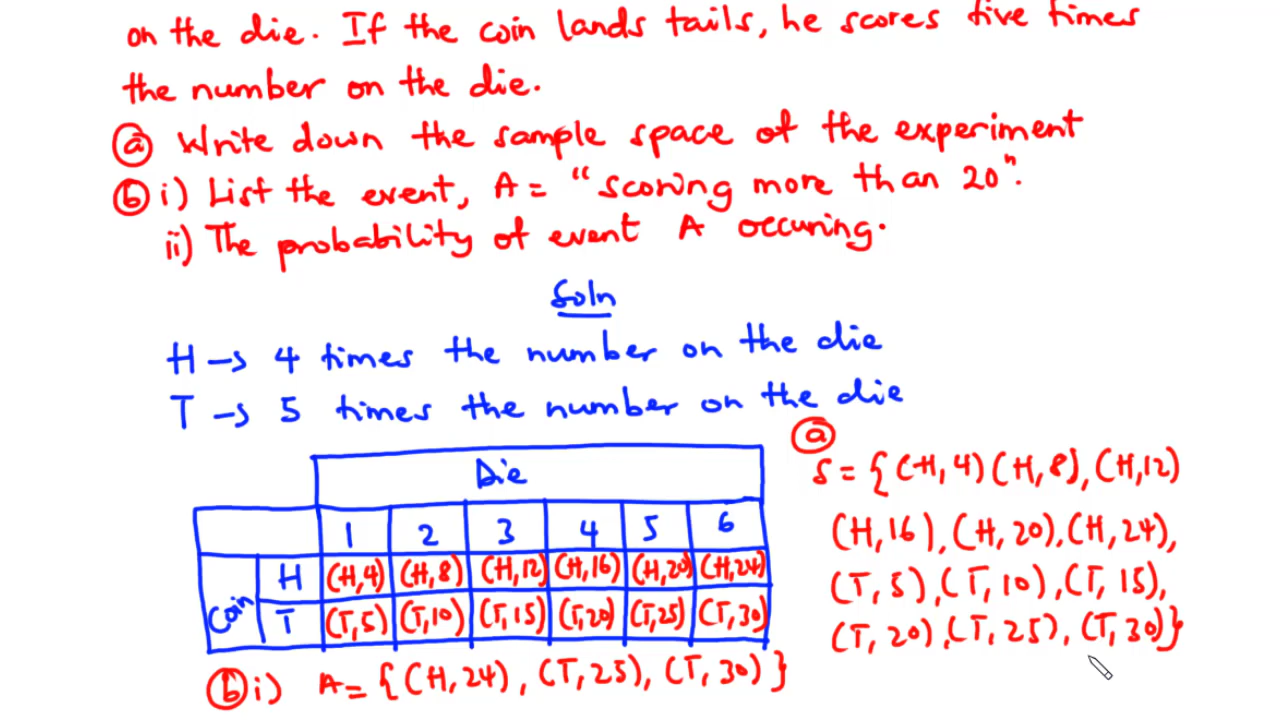 on the die. If the coin lands tails, he scores five times
the number on the die.
ⓐ Write down the sample space of the experiment
ⓑ i) List the event, A = "scoring more than 20".
ii) The probability of event A occuring.
Soln
H → 4 times the number on the die
T → 5 times the number on the die
Die
1 2 3 4 5 6
Coin
H (H,4) (H,8) (H,12) (H,16) (H,20) (H,24)
T (T,5) (T,10) (T,15) (T,20) (T,25) (T,30)
ⓑ i) A = {(H,24), (T,25), (T,30)}
ⓐ
S = {(H,4) (H,8), (H,12)
(H,16), (H,20), (H,24),
(T,5), (T,10), (T,15),
(T,20), (T,25), (T,30)}